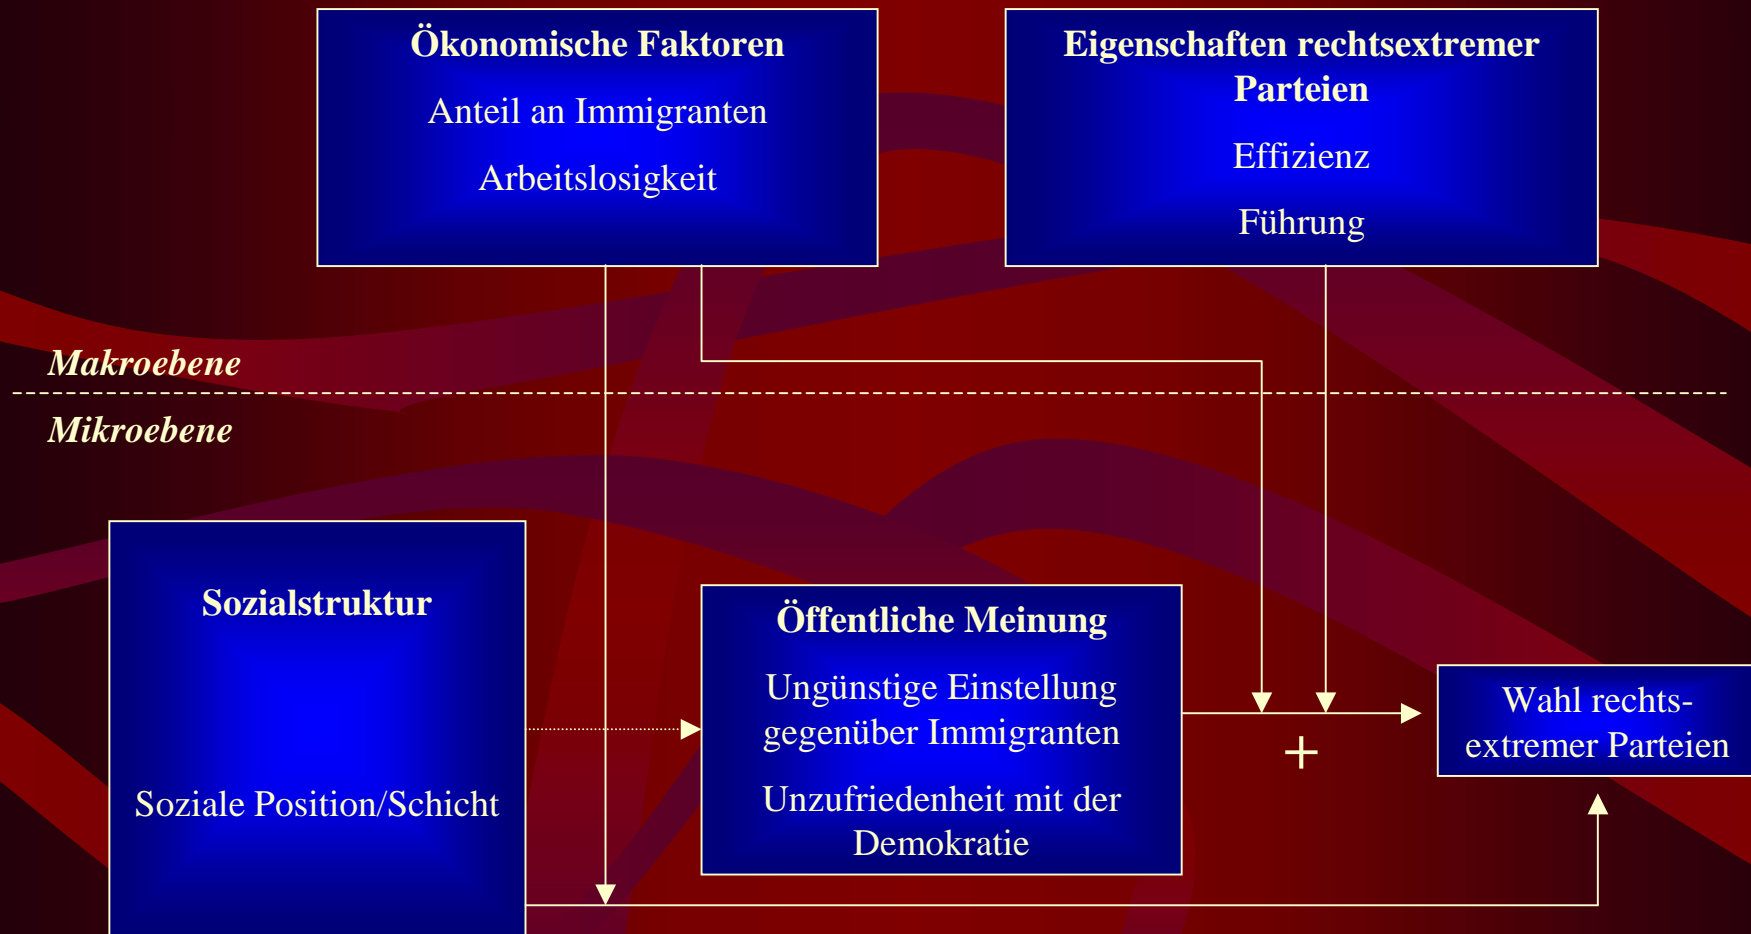 Ökonomische Faktoren
Anteil an Immigranten
Arbeitslosigkeit
Eigenschaften rechtsextremer
Parteien
Effizienz
Führung
Makroebene
Mikroebene
Sozialstruktur
Soziale Position/Schicht
Öffentliche Meinung
Ungünstige Einstellung
gegenüber Immigranten
Unzufriedenheit mit der
Demokratie
+
Wahl rechts-
extremer Parteien